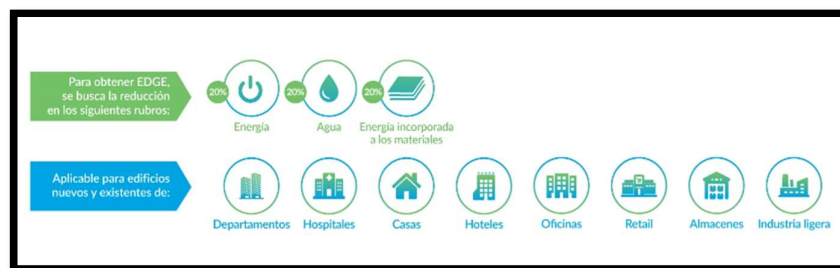 Para obtener EDGE,
se busca la reducción
en los siguientes rubros:
20%
20%
20%
Energía
Agua
Energía incorporada
a los materiales
Aplicable para edificios
nuevos y existentes de:
Departamentos
Hospitales
Casas
Hoteles
Oficinas
Retail
Almacenes
Industria ligera